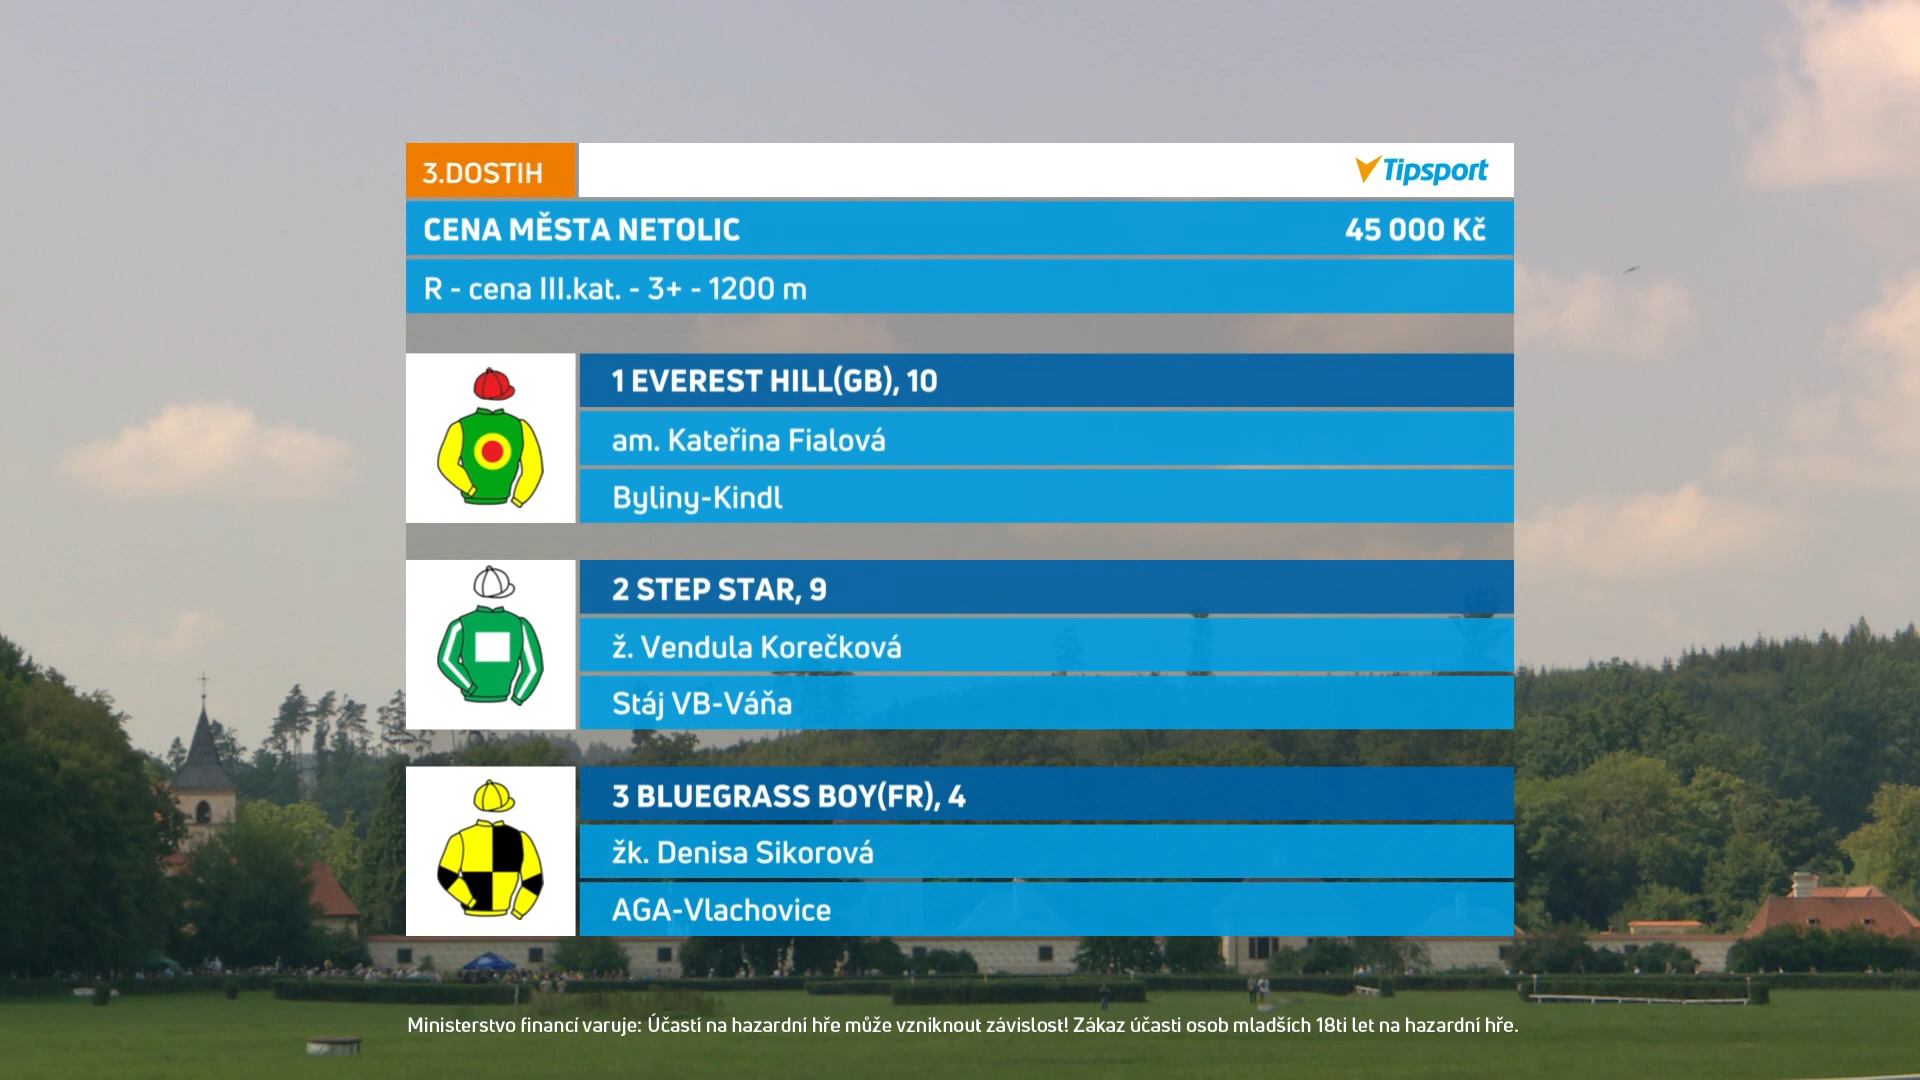 3.DOSTIH
Tipsport
CENA MĚSTA NETOLIC 45 000 Kč
R - cena III.kat. - 3+ - 1200 m
1 EVEREST HILL(GB), 10
am. Kateřina Fialová
Byliny-Kindl
2 STEP STAR, 9
ž. Vendula Korečková
Stáj VB-Váňa
3 BLUEGRASS BOY(FR), 4
žk. Denisa Sikorová
AGA-Vlachovice
Ministerstvo financí varuje: Účastí na hazardní hře může vzniknout závislost! Zákaz účasti osob mladších 18ti let na hazardní hře.